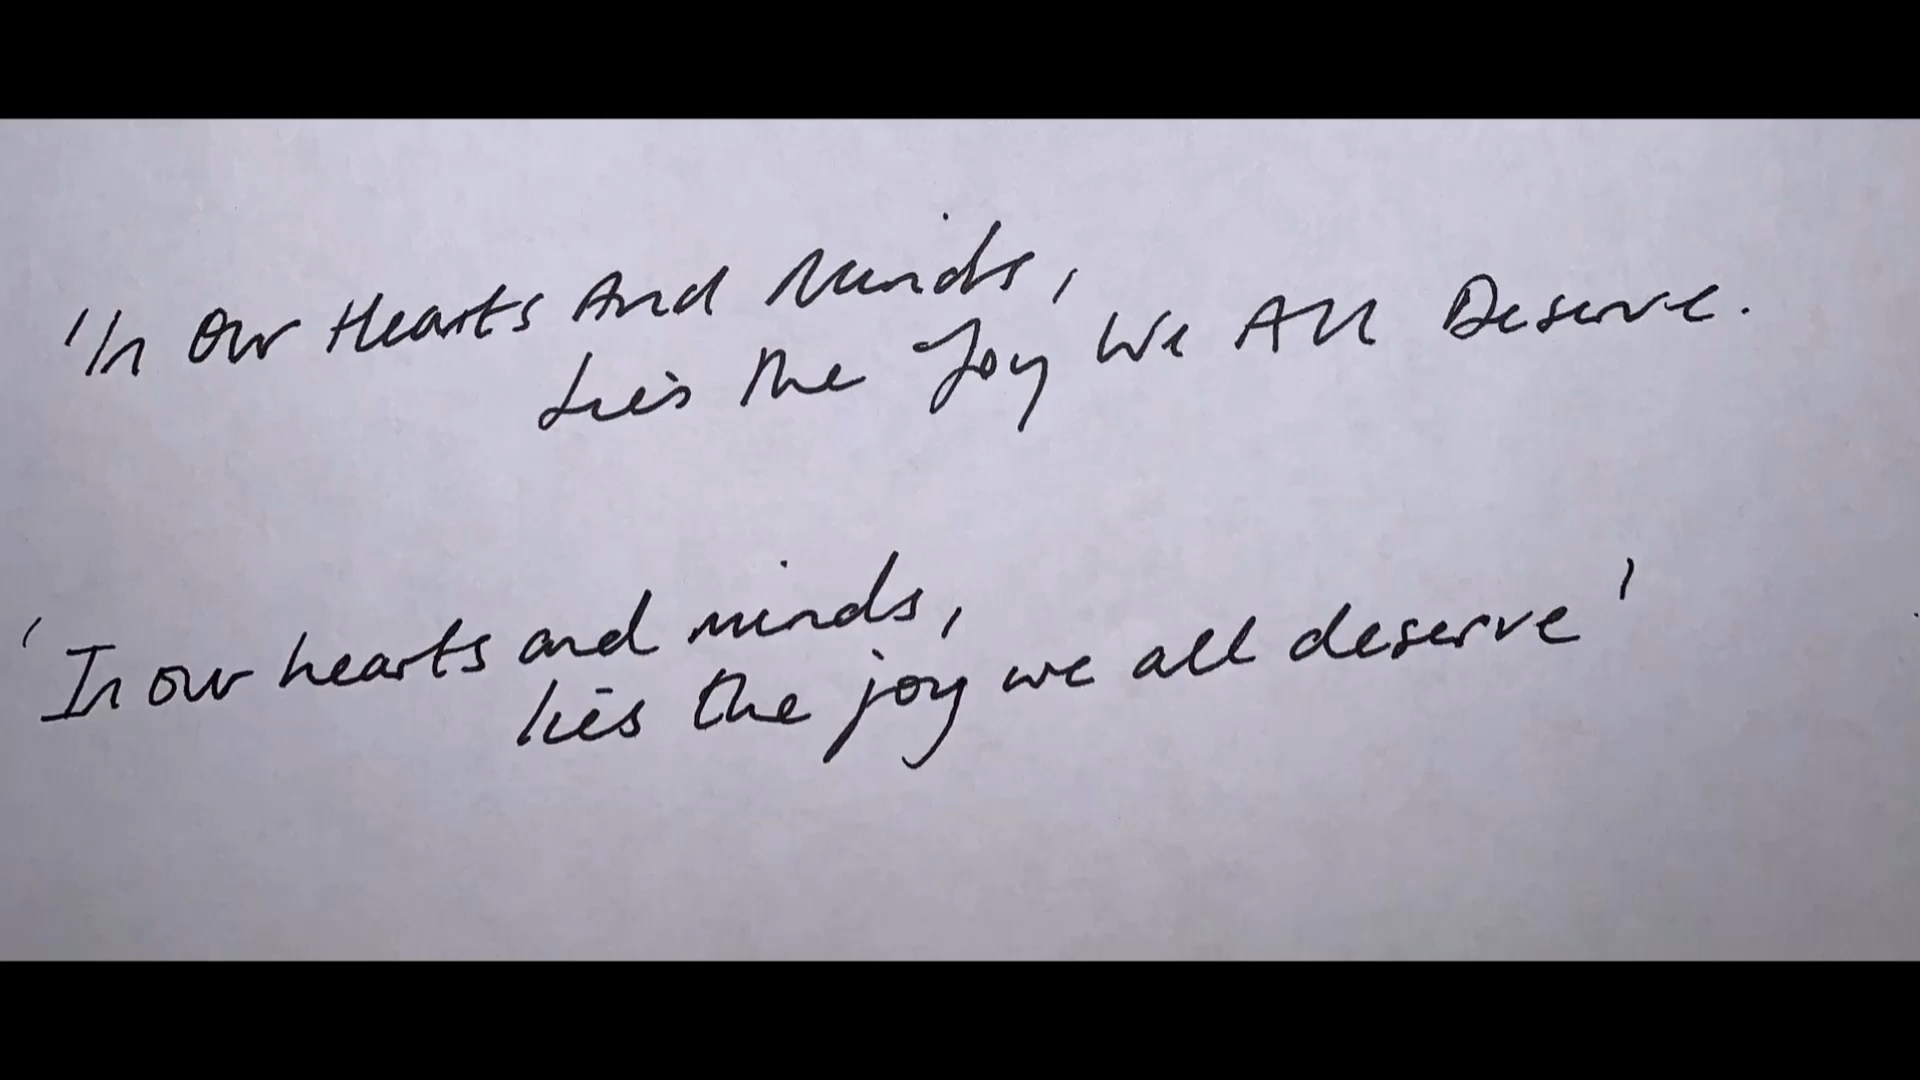 'In Our Hearts And Minds,
Lies The Joy We All Deserve.
'In our hearts and minds,
lies the joy we all deserve'